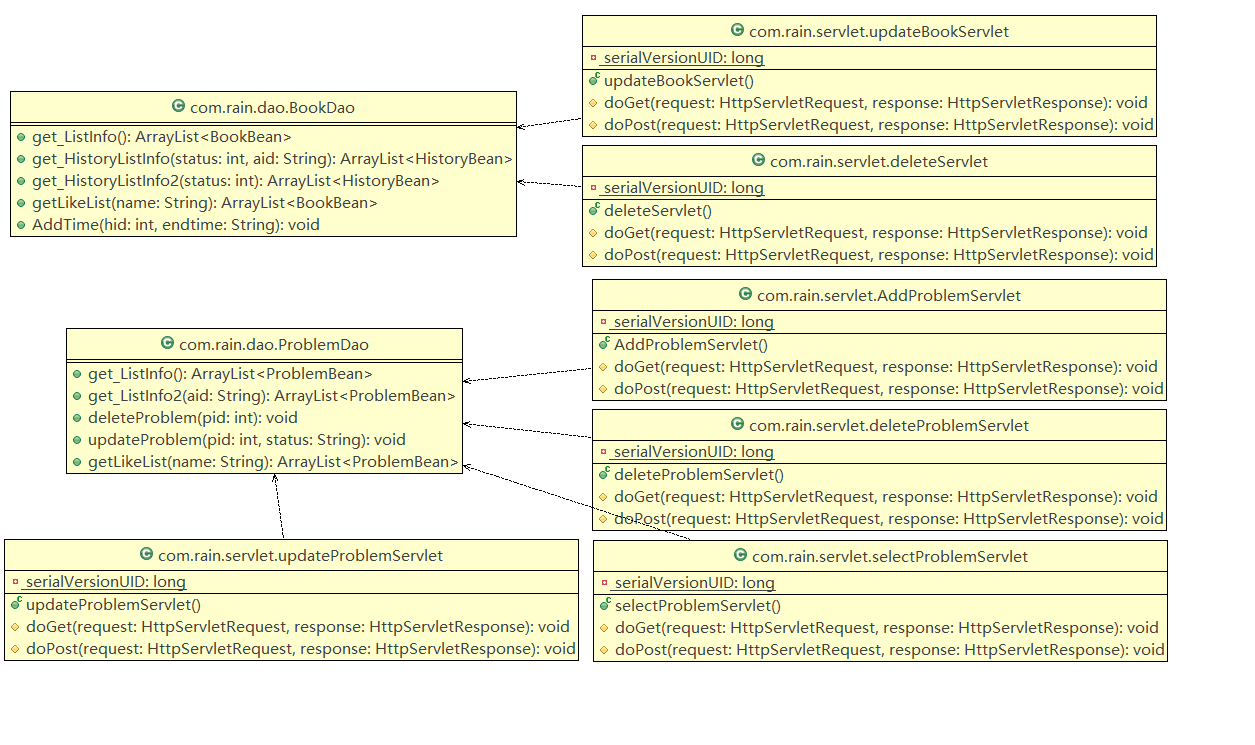 com.rain.servlet.updateBookServlet
serialVersionUID: long
updateBookServlet()
doGet(request: HttpServletRequest, response: HttpServletResponse): void
doPost(request: HttpServletRequest, response: HttpServletResponse): void
com.rain.dao.BookDao
get_ListInfo(): ArrayList<BookBean>
get_HistoryListInfo(status: int, aid: String): ArrayList<HistoryBean>
get_HistoryListInfo2(status: int): ArrayList<HistoryBean>
getLikeList(name: String): ArrayList<BookBean>
AddTime(hid: int, endtime: String): void
com.rain.servlet.deleteServlet
serialVersionUID: long
deleteServlet()
doGet(request: HttpServletRequest, response: HttpServletResponse): void
doPost(request: HttpServletRequest, response: HttpServletResponse): void
com.rain.servlet.AddProblemServlet
serialVersionUID: long
AddProblemServlet()
doGet(request: HttpServletRequest, response: HttpServletResponse): void
doPost(request: HttpServletRequest, response: HttpServletResponse): void
com.rain.dao.ProblemDao
get_ListInfo(): ArrayList<ProblemBean>
get_ListInfo2(aid: String): ArrayList<ProblemBean>
deleteProblem(pid: int): void
updateProblem(pid: int, status: String): void
getLikeList(name: String): ArrayList<ProblemBean>
com.rain.servlet.deleteProblemServlet
serialVersionUID: long
deleteProblemServlet()
doGet(request: HttpServletRequest, response: HttpServletResponse): void
doPost(request: HttpServletRequest, response: HttpServletResponse): void
com.rain.servlet.updateProblemServlet
serialVersionUID: long
updateProblemServlet()
doGet(request: HttpServletRequest, response: HttpServletResponse): void
doPost(request: HttpServletRequest, response: HttpServletResponse): void
com.rain.servlet.selectProblemServlet
serialVersionUID: long
selectProblemServlet()
doGet(request: HttpServletRequest, response: HttpServletResponse): void
doPost(request: HttpServletRequest, response: HttpServletResponse): void